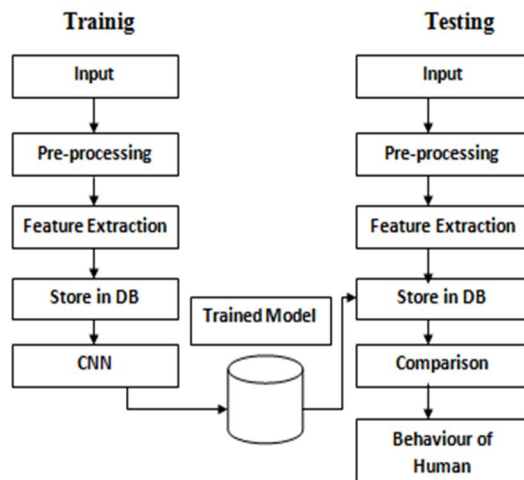 Trainig
Input
Pre-processing
Feature Extraction
Store in DB
CNN
Trained Model
Testing
Input
Pre-processing
Feature Extraction
Store in DB
Comparison
Behaviour of
Human